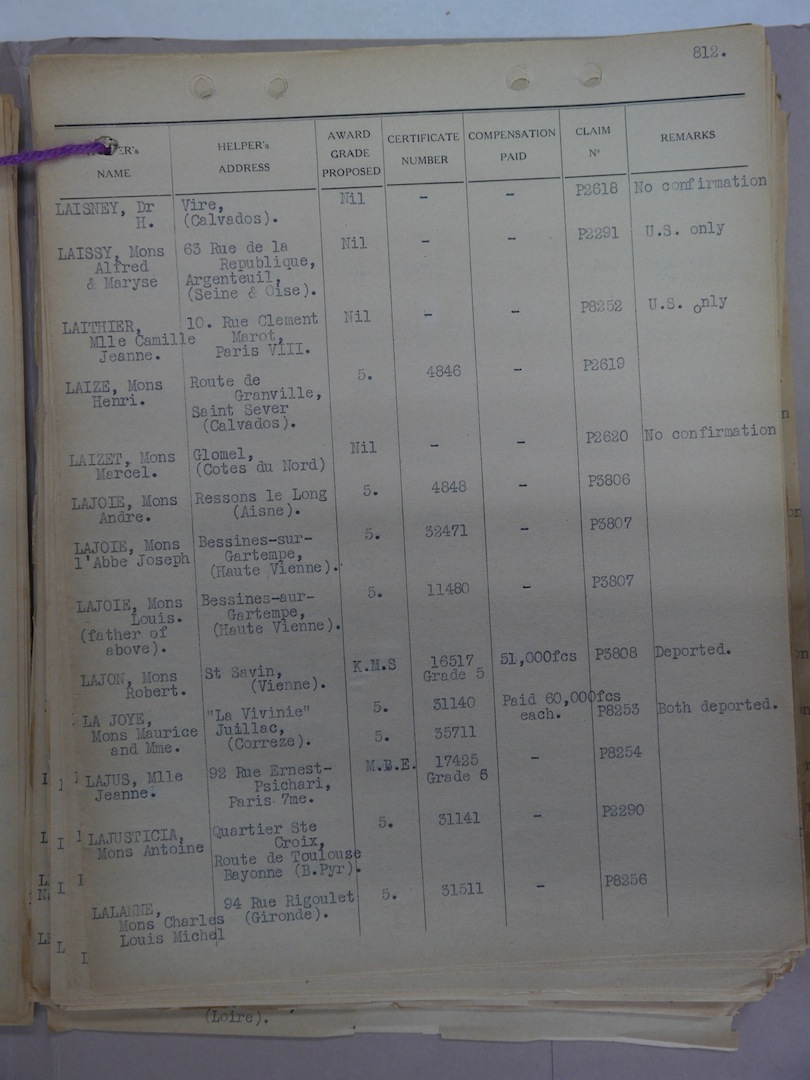 812.
HELPER's AWARD CERTIFICATE COMPENSATION CLAIM REMARKS
NAME ADDRESS GRADE NUMBER PAID Nº
PROPOSED
LAISNEY, Dr Vire, Nil - - P2618 No confirmation
H. (Calvados).
LAISSY, Mons 63 Rue de la Nil - - P2291 U.S. only
Alfred Republique,
& Maryse Argenteuil,
(Seine & Oise).
LAITHIER, 10. Rue Clement Nil - - P8252 U.S. only
Mlle Camille Marot,
Jeanne. Paris VIII.
LAIZE, Mons Route de 5. 4846 - P2619
Henri. Granville,
Saint Sever
(Calvados).
LAIZET, Mons Glomel, Nil - - P2620 No confirmation
Marcel. (Cotes du Nord)
LAJOIE, Mons Ressons le Long 5. 4848 - P3806
Andre. (Aisne).
LAJOIE, Mons Bessines-sur- 5. 32471 - P3807
l'Abbe Joseph Gartempe,
(Haute Vienne).
LAJOIE, Mons Bessines-aur- 5. 11480 - P3807
Louis. Gartempe,
(father of (Haute Vienne).
above).
LAJON, Mons St Savin, K.M.S 16517 51,000fcs P3808 Deported.
Robert. (Vienne). Grade 5
LA JOYE, "La Vivinie" 5. 31140 Paid 60,000fcs P8253 Both deported.
Mons Maurice Juillac, each.
and Mme. (Correze). 5. 35711
LAJUS, Mlle 92 Rue Ernest- M.B.E. 17425 - P8254
Jeanne. Psichari, Grade 5
Paris 7me.
LAJUSTICIA, Quartier Ste 5. 31141 - P2290
Mons Antoine Croix,
Route de Toulouse
Bayonne (B.Pyr).
LALANNE, 94 Rue Rigoulet 5. 31511 - P8256
Mons Charles (Gironde).
Louis Michel
(Loire).